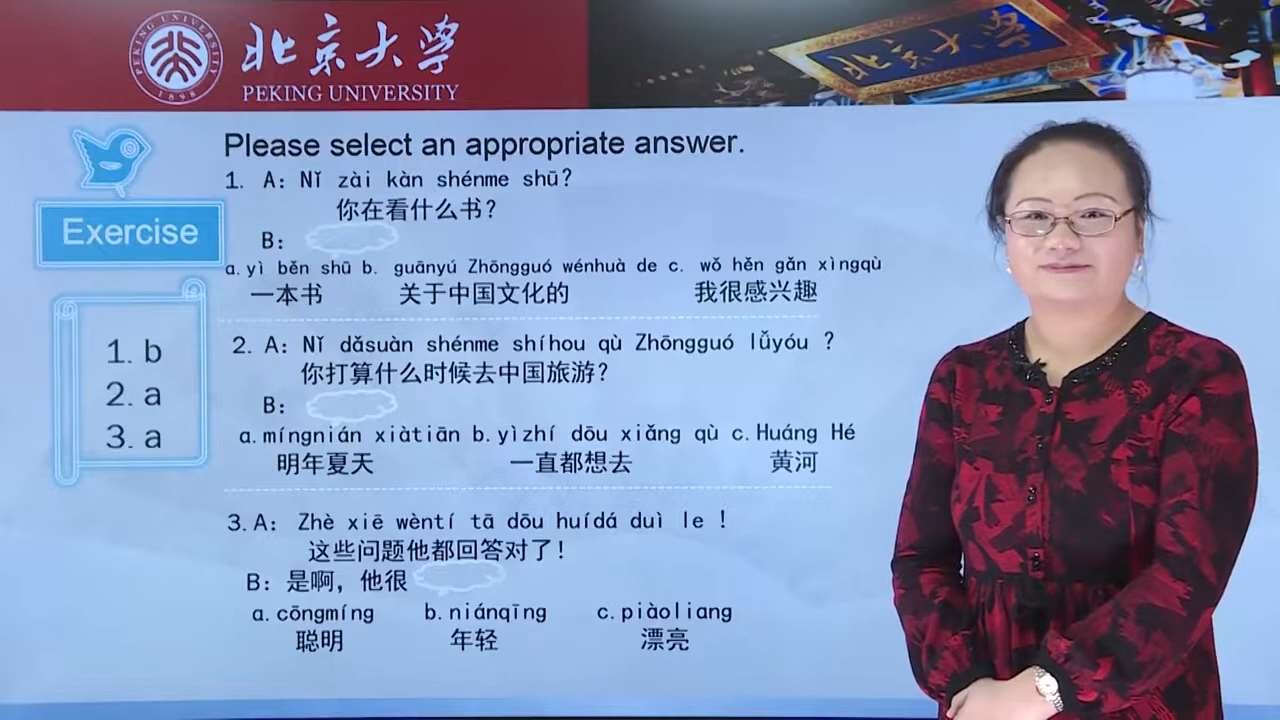 PEKING UNIVERSITY
1898
北京大学
PEKING UNIVERSITY
北京大学
Please select an appropriate answer.
Exercise
1. A: Nǐ zài kàn shénme shū?
你在看什么书?
B:
a. yì běn shū b. guānyú Zhōngguó wénhuà de c. wǒ hěn gǎn xìngqù
一本书 关于中国文化的 我很感兴趣
2. A: Nǐ dǎsuàn shénme shíhou qù Zhōngguó lǚyóu ?
你打算什么时候去中国旅游?
B:
a. míngnián xiàtiān b. yìzhí dōu xiǎng qù c. Huáng Hé
明年夏天 一直都想去 黄河
3. A: Zhè xiē wèntí tā dōu huídá duì le !
这些问题他都回答对了!
B: 是啊, 他很
a. cōngmíng b. niánqīng c. piàoliang
聪明 年轻 漂亮
1. b
2. a
3. a